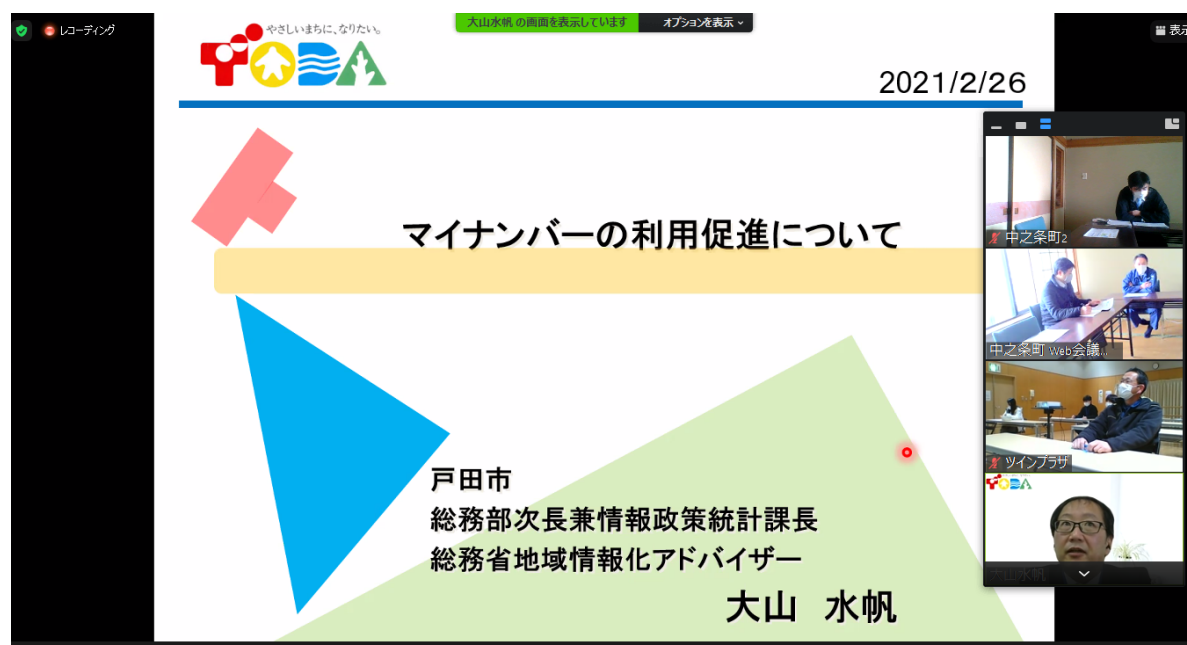 レコーディング
大山水帆 の画面を表示しています
オプションを表示
表示
やさしいまちに、なりたい。
TODA
2021/2/26
マイナンバーの利用促進について
戸田市
総務部次長兼情報政策統計課長
総務省地域情報化アドバイザー
大山 水帆
中之条町2
中之条町 Web会議...
ツインプラザ
TODA
大山水帆